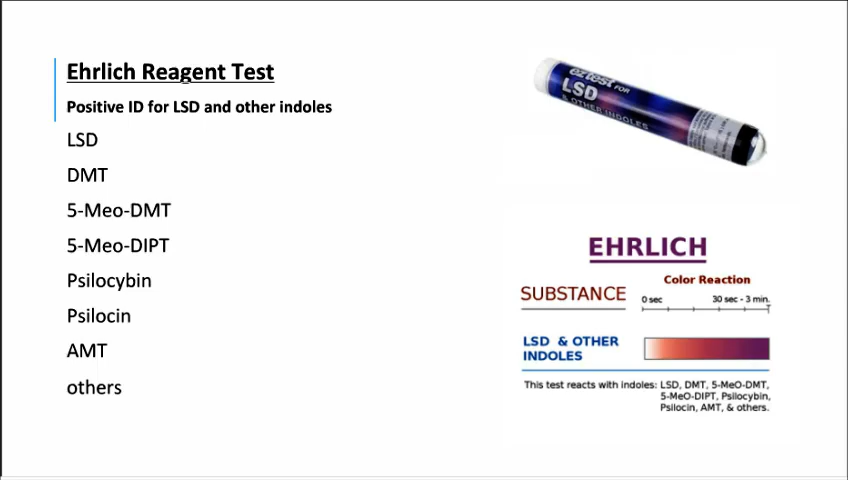 Ehrlich Reagent Test
Positive ID for LSD and other indoles
LSD
DMT
5-Meo-DMT
5-Meo-DIPT
Psilocybin
Psilocin
AMT
others
eztest FOR
LSD
& OTHER INDOLES
EHRLICH
Color Reaction
SUBSTANCE
0 sec 30 sec - 3 min.
LSD & OTHER
INDOLES
This test reacts with indoles: LSD, DMT, 5-MeO-DMT,
5-MeO-DIPT, Psilocybin,
Psilocin, AMT, & others.